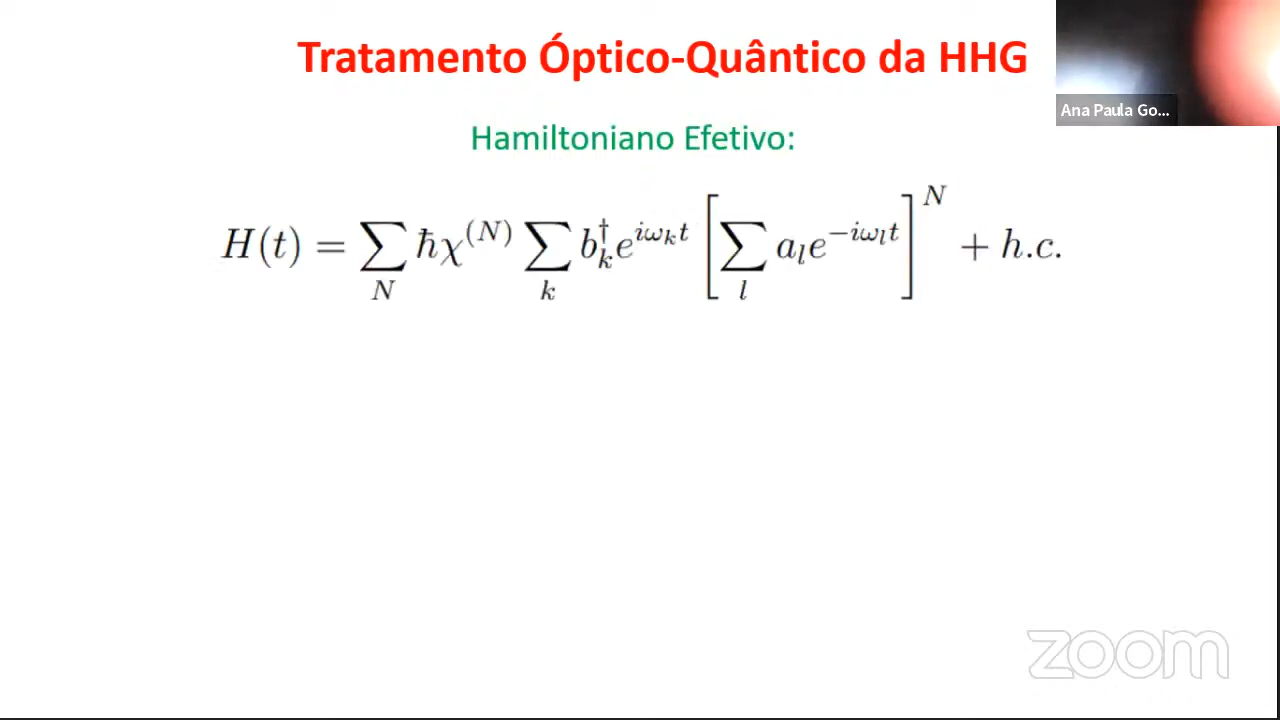 Tratamento Óptico-Quântico da HHG
Ana Paula Go...
Hamiltoniano Efetivo:
H(t) = ∑_N ħχ^(N) ∑_k b_k^† e^{iω_k t} [ ∑_l a_l e^{-iω_l t} ]^N + h.c.
zoom